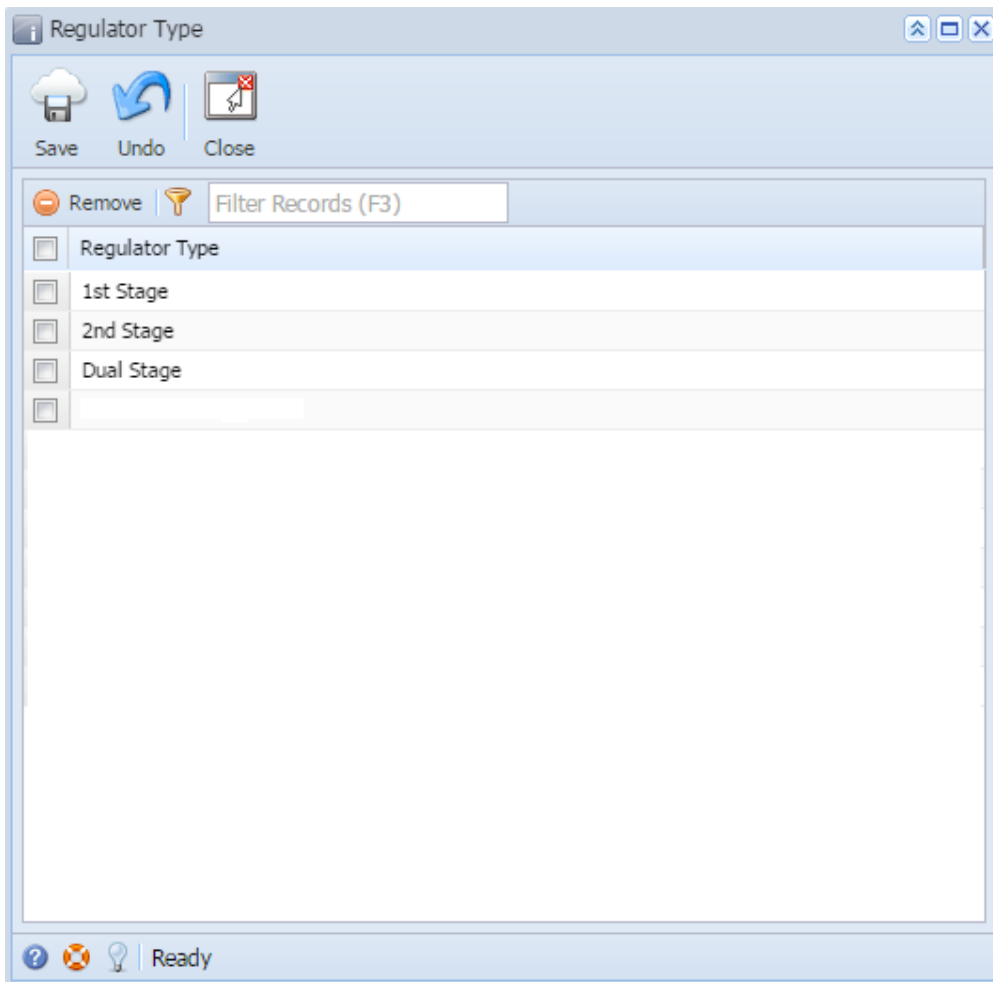 Regulator Type
Save Undo Close
Remove Filter Records (F3)
Regulator Type
1st Stage
2nd Stage
Dual Stage
Ready